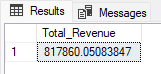 Results Messages
Total_Revenue
1 817860.05083847